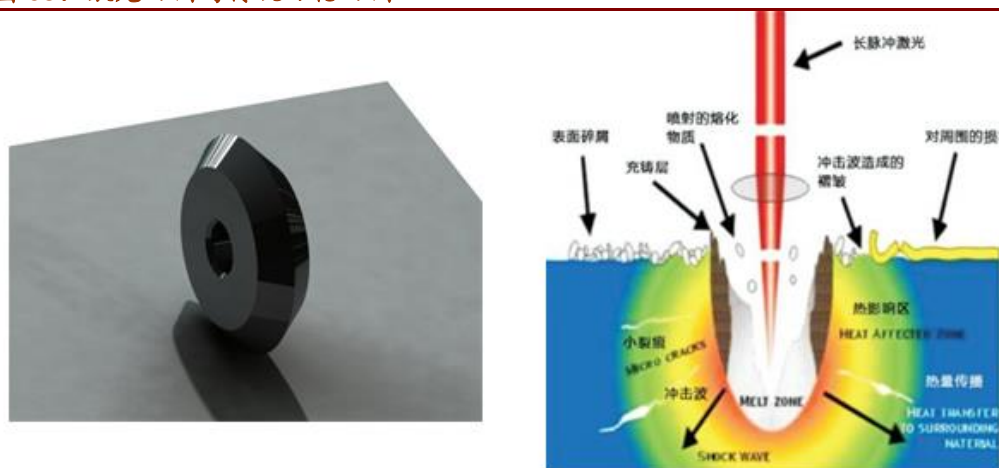 长脉冲激光
喷射的熔化
物质
表面碎屑
充铸层
冲击波造成的
褶皱
对周围的损
热影响区
HEAT AFFECTED ZONE
小裂痕
MICRO CRACKS
冲击波
MELT ZONE
热量传播
HEAT TRANSFER
TO SURROUNDING
MATERIAL
SHOCK WAVE